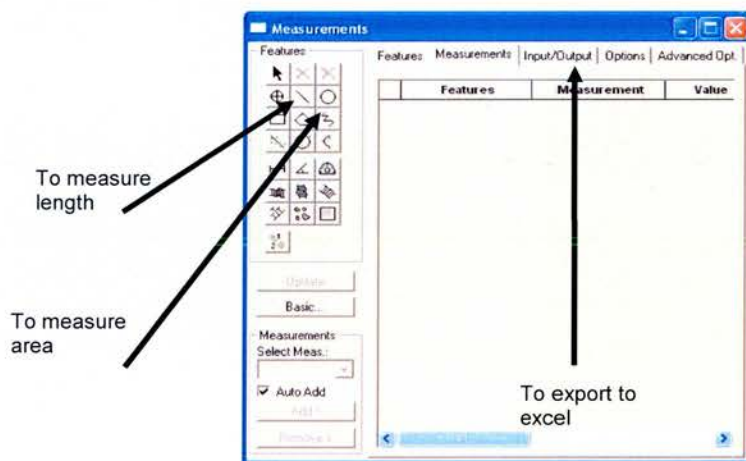 Measurements
Features
Features Measurements Input/Output Options Advanced Opt.
Features Measurement Value
To measure
length
Update
Basic...
To measure
area
Measurements
Select Meas.:
Auto Add
Add
To export to
excel